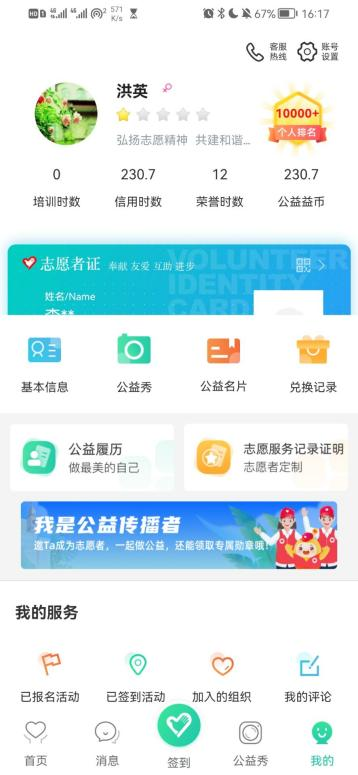 HD 4G 4G 571 K/s 67% 16:17
客服热线
账号设置
洪英
10000+
个人排名
弘扬志愿精神 共建和谐...
0 230.7 12 230.7
培训时数 信用时数 荣誉时数 公益益币
志愿者证 奉献 友爱 互助 进步
VOLUNTEER
IDENTITY
CARD
姓名/Name
基本信息 公益秀 公益名片 兑换记录
公益履历
做最美的自己
志愿服务记录证明
志愿者定制
我是公益传播者
邀Ta成为志愿者，一起做公益，还能领取专属勋章哦！
我的服务
已报名活动 已签到活动 加入的组织 我的评论
首页 消息 签到 公益秀 我的